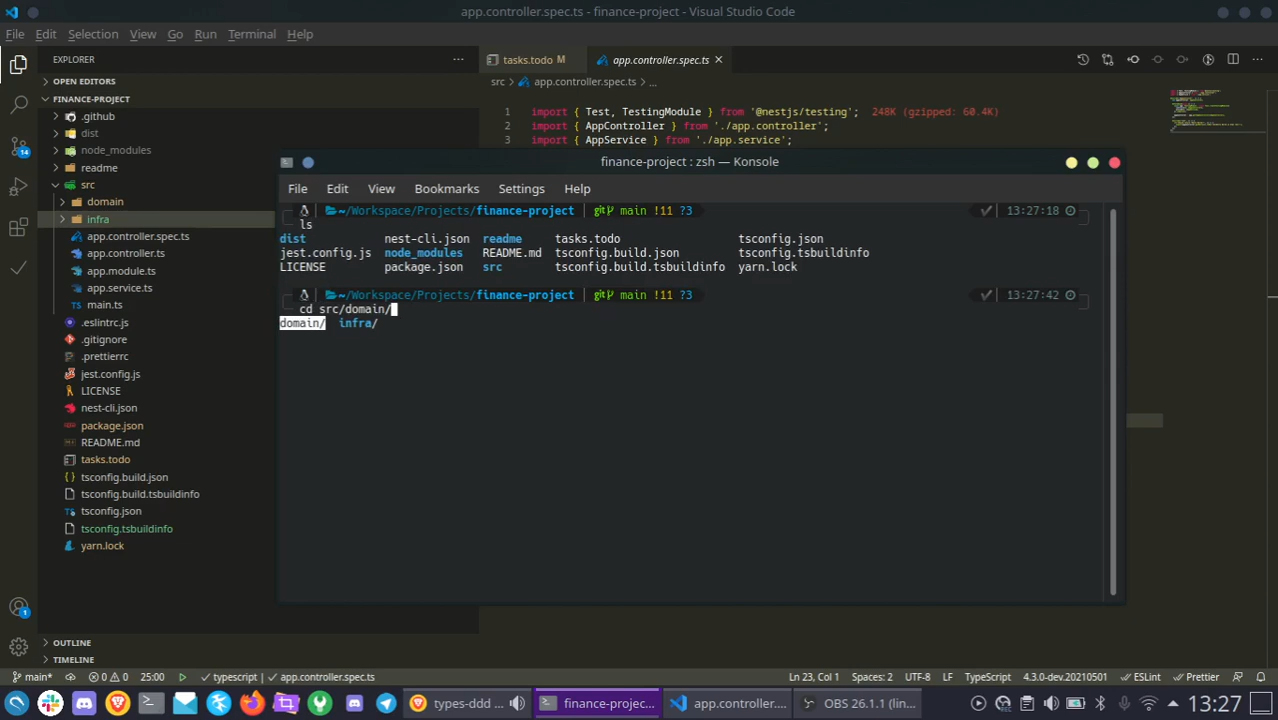 app.controller.spec.ts - finance-project - Visual Studio Code
File Edit Selection View Go Run Terminal Help
EXPLORER
OPEN EDITORS
FINANCE-PROJECT
.github
dist
node_modules
readme
src
domain
infra
app.controller.spec.ts
app.controller.ts
app.module.ts
app.service.ts
main.ts
.eslintrc.js
.gitignore
.prettierrc
jest.config.js
LICENSE
nest-cli.json
package.json
README.md
tasks.todo
tsconfig.build.json
tsconfig.build.tsbuildinfo
tsconfig.json
tsconfig.tsbuildinfo
yarn.lock
OUTLINE
TIMELINE
14
1
tasks.todo M app.controller.spec.ts
src > app.controller.spec.ts > ...
1 import { Test, TestingModule } from '@nestjs/testing'; 248K (gzipped: 60.4K)
2 import { AppController } from './app.controller';
3 import { AppService } from './app.service';
finance-project : zsh — Konsole
File Edit View Bookmarks Settings Help
~/Workspace/Projects/finance-project git main !11 ?3 13:27:18
ls
dist nest-cli.json readme tasks.todo tsconfig.json
jest.config.js node_modules README.md tsconfig.build.json tsconfig.tsbuildinfo
LICENSE package.json src tsconfig.build.tsbuildinfo yarn.lock
~/Workspace/Projects/finance-project git main !11 ?3 13:27:42
cd src/domain/
domain/ infra/
main* 0 0 25:00 typescript | app.controller.spec.ts Ln 23, Col 1 Spaces: 2 UTF-8 LF TypeScript 4.3.0-dev.20210501 ESLint Prettier
types-ddd ... finance-projec... app.controller.... OBS 26.1.1 (lin... 13:27